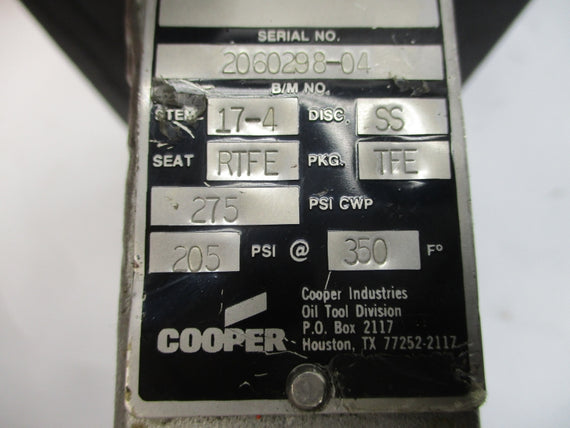 SERIAL NO.
2060298-04
B/M NO.
STEM 17-4 DISC. SS
SEAT RTFE PKG. TFE
275 PSI CWP
205 PSI @ 350 F°
Cooper Industries
Oil Tool Division
P.O. Box 2117
COOPER Houston, TX 77252-2117